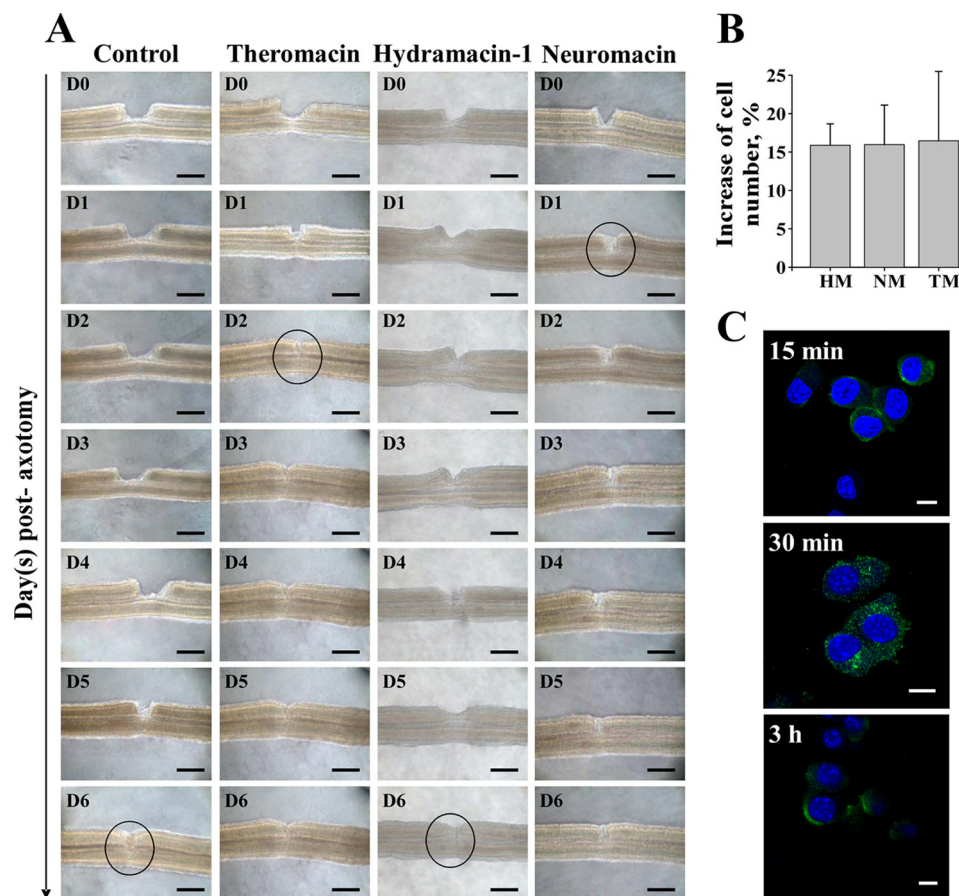 A
Control Theromacin Hydramacin-1 Neuromacin
D0 D0 D0 D0
D1 D1 D1 D1
D2 D2 D2 D2
D3 D3 D3 D3
D4 D4 D4 D4
D5 D5 D5 D5
D6 D6 D6 D6
Day(s) post- axotomy
B
Increase of cell
number, %
25
20
15
10
5
0
HM NM TM
C
15 min
30 min
3 h